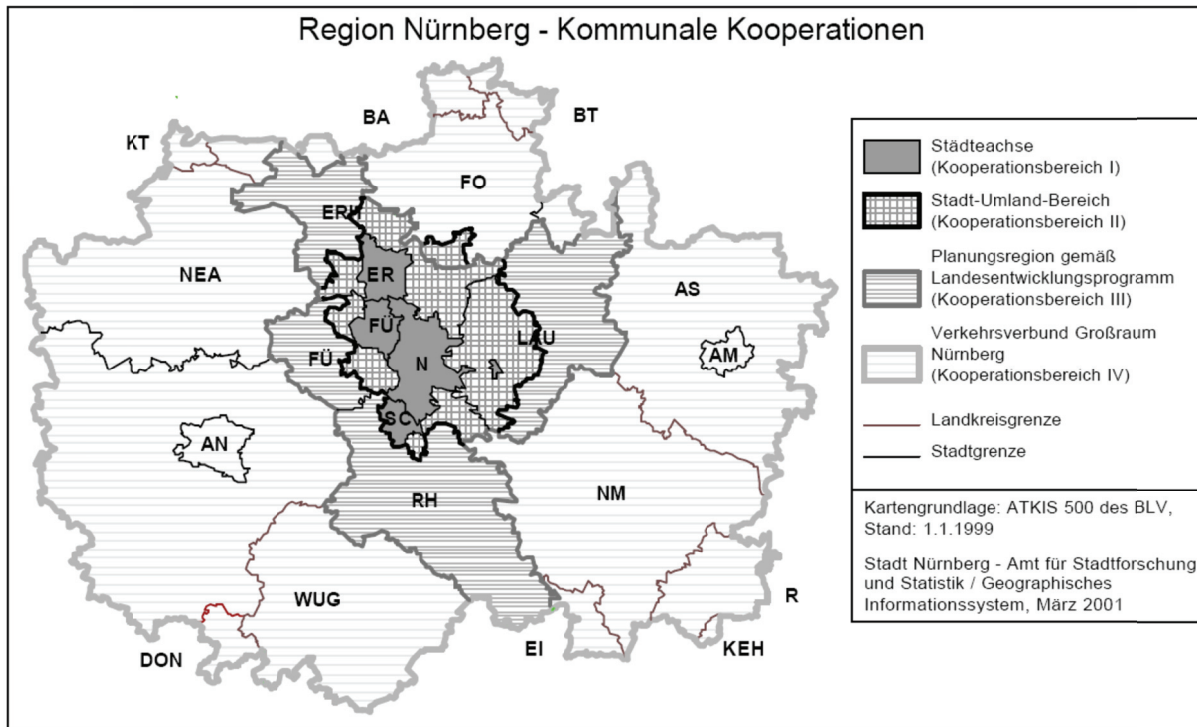 Region Nürnberg - Kommunale Kooperationen
BA
BT
KT
FO
ERH
NEA
ER
AS
FÜ
FÜ
N
LAU
AM
AN
SC
RH
NM
WUG
R
DON
EI
KEH
Städteachse
(Kooperationsbereich I)
Stadt-Umland-Bereich
(Kooperationsbereich II)
Planungsregion gemäß
Landesentwicklungsprogramm
(Kooperationsbereich III)
Verkehrsverbund Großraum
Nürnberg
(Kooperationsbereich IV)
Landkreisgrenze
Stadtgrenze
Kartengrundlage: ATKIS 500 des BLV,
Stand: 1.1.1999
Stadt Nürnberg - Amt für Stadtforschung
und Statistik / Geographisches
Informationssystem, März 2001